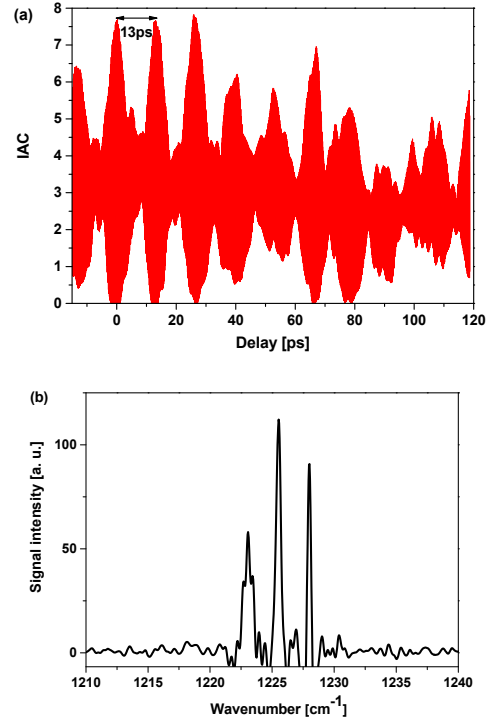 (a)
8
7
6
5
4
3
2
1
0
IAC
13ps
0 20 40 60 80 100 120
Delay [ps]
(b)
100
50
0
Signal intensity [a. u.]
1210 1215 1220 1225 1230 1235 1240
Wavenumber [cm⁻¹]